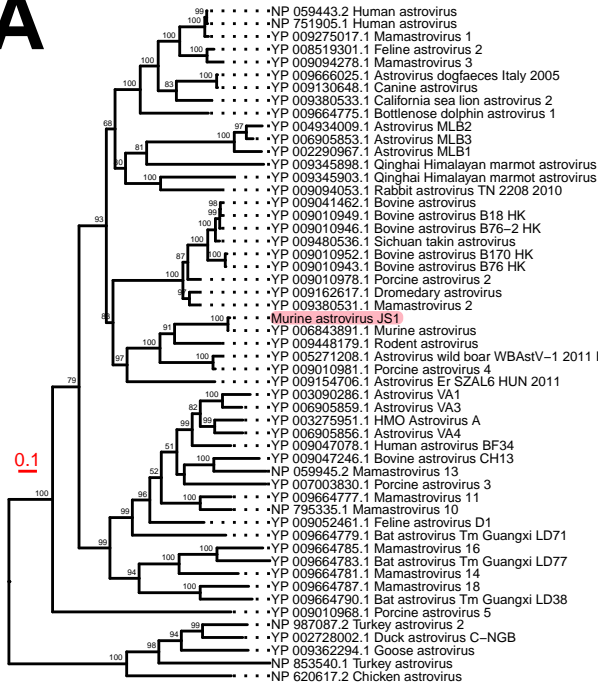 A
NP 059443.2 Human astrovirus
99
NP 751905.1 Human astrovirus
100
YP 009275017.1 Mamastrovirus 1
100
YP 008519301.1 Feline astrovirus 2
100
YP 009094278.1 Mamastrovirus 3
100
YP 009666025.1 Astrovirus dogfaeces Italy 2005
100
YP 009130648.1 Canine astrovirus
83
YP 009380533.1 California sea lion astrovirus 2
100
YP 009664775.1 Bottlenose dolphin astrovirus 1
68
YP 004934009.1 Astrovirus MLB2
97
YP 006905853.1 Astrovirus MLB3
100
YP 002290967.1 Astrovirus MLB1
81
YP 009345898.1 Qinghai Himalayan marmot astrovirus
YP 009345903.1 Qinghai Himalayan marmot astrovirus
100
YP 009094053.1 Rabbit astrovirus TN 2208 2010
YP 009041462.1 Bovine astrovirus
98
YP 009010949.1 Bovine astrovirus B18 HK
99
YP 009010946.1 Bovine astrovirus B76−2 HK
93
100
YP 009480536.1 Sichuan takin astrovirus
100
YP 009010952.1 Bovine astrovirus B170 HK
100
YP 009010943.1 Bovine astrovirus B76 HK
87
100
YP 009010978.1 Porcine astrovirus 2
YP 009162617.1 Dromedary astrovirus
97
YP 009380531.1 Mamastrovirus 2
Murine astrovirus JS1
100
YP 006843891.1 Murine astrovirus
91
YP 009448179.1 Rodent astrovirus
100
YP 005271208.1 Astrovirus wild boar WBAstV−1 2011
100
YP 009010981.1 Porcine astrovirus 4
97
YP 009154706.1 Astrovirus Er SZAL6 HUN 2011
79
YP 003090286.1 Astrovirus VA1
100
YP 006905859.1 Astrovirus VA3
82
YP 003275951.1 HMO Astrovirus A
99
YP 006905856.1 Astrovirus VA4
99
YP 009047078.1 Human astrovirus BF34
51
YP 009047246.1 Bovine astrovirus CH13
100
NP 059945.2 Mamastrovirus 13
0.1
52
YP 007003830.1 Porcine astrovirus 3
YP 009664777.1 Mamastrovirus 11
96
100
NP 795335.1 Mamastrovirus 10
100
99
YP 009052461.1 Feline astrovirus D1
YP 009664779.1 Bat astrovirus Tm Guangxi LD71
99
YP 009664785.1 Mamastrovirus 16
100
YP 009664783.1 Bat astrovirus Tm Guangxi LD77
100
YP 009664781.1 Mamastrovirus 14
94
YP 009664787.1 Mamastrovirus 18
100
YP 009664790.1 Bat astrovirus Tm Guangxi LD38
YP 009010968.1 Porcine astrovirus 5
NP 987087.2 Turkey astrovirus 2
99
YP 002728002.1 Duck astrovirus C−NGB
94
YP 009362294.1 Goose astrovirus
98
NP 853540.1 Turkey astrovirus
100
NP 620617.2 Chicken astrovirus